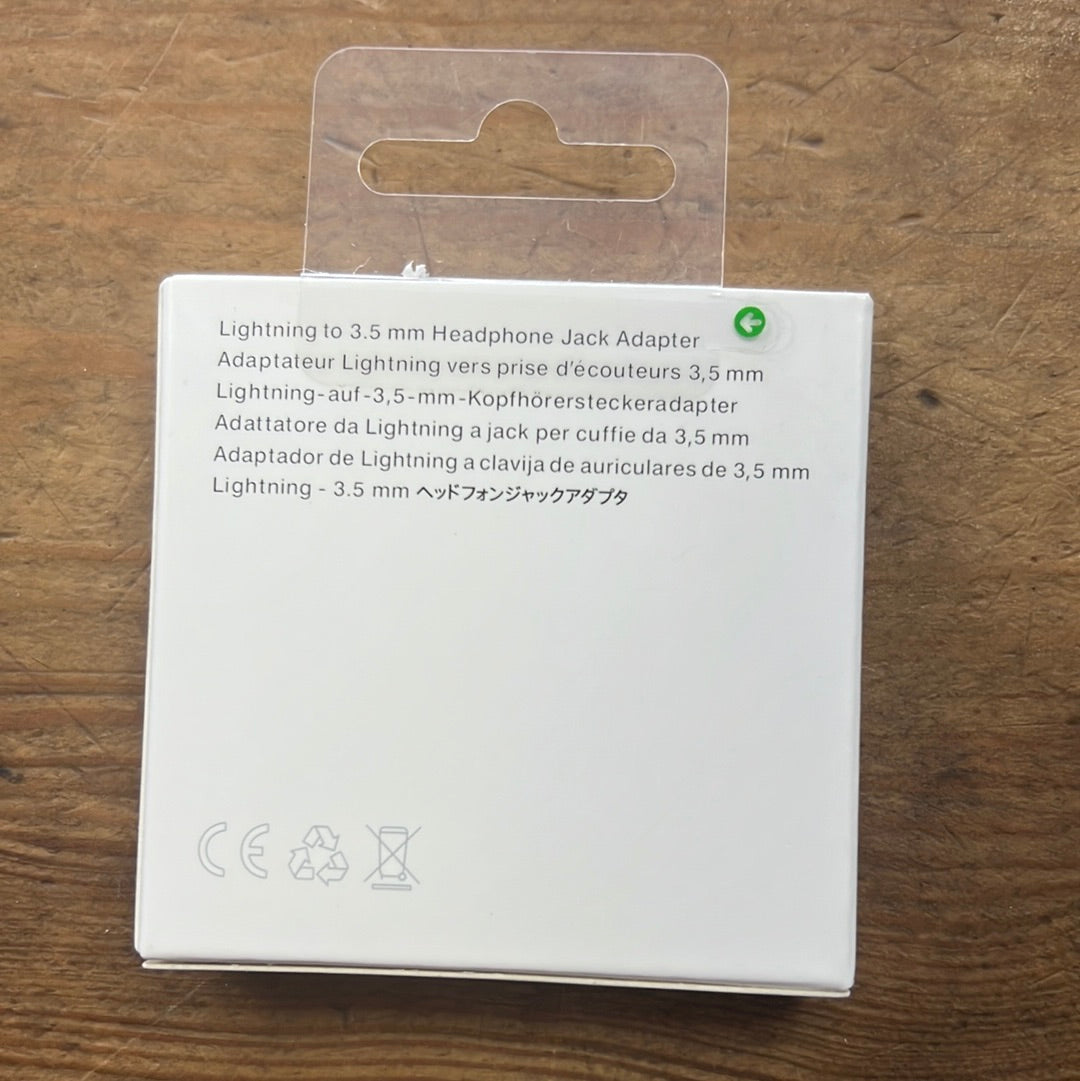 Lightning to 3.5 mm Headphone Jack Adapter
Adaptateur Lightning vers prise d'écouteurs 3,5 mm
Lightning-auf-3,5-mm-Kopfhörersteckeradapter
Adattatore da Lightning a jack per cuffie da 3,5 mm
Adaptador de Lightning a clavija de auriculares de 3,5 mm
Lightning - 3.5 mm ヘッドフォンジャックアダプタ
CE